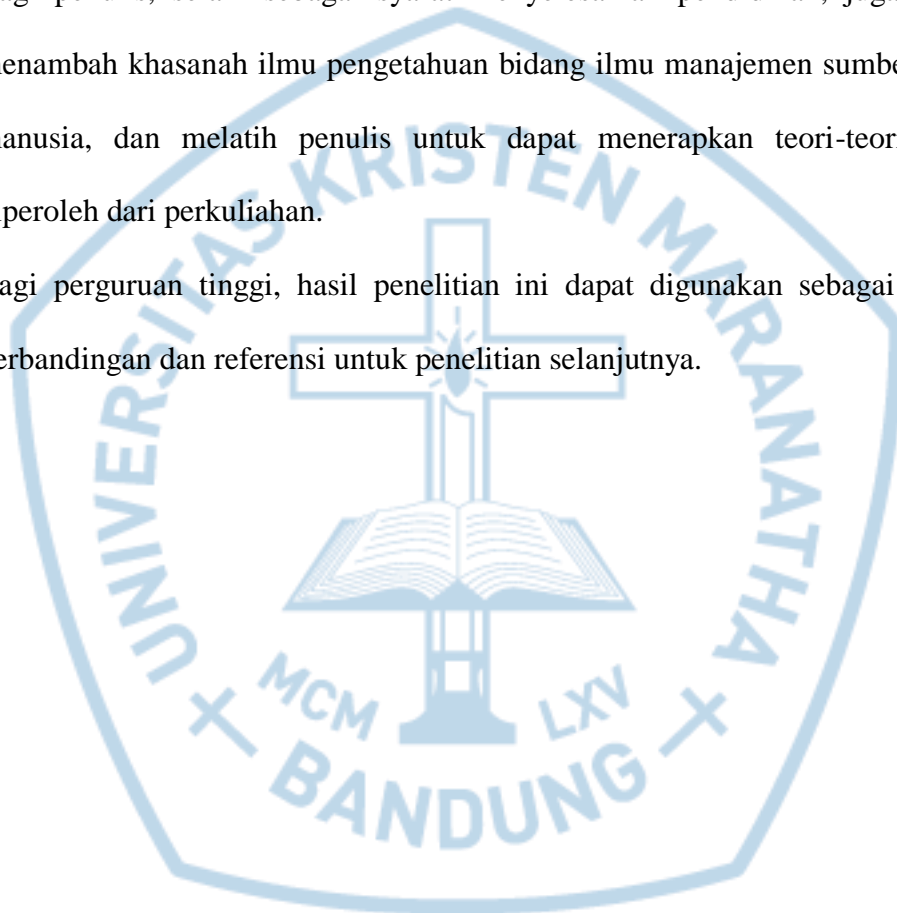 menambah khasanah ilmu pengetahuan bidang ilmu manajemen sumbe
manusia, dan melatih penulis untuk dapat menerapkan teori-teori
peroleh dari perkuliahan.
agi perguruan tinggi, hasil penelitian ini dapat digunakan sebagai
erbandingan dan referensi untuk penelitian selanjutnya.
UNIVERSITAS KRISTEN MARANATHA
MCM LXV
BANDUNG